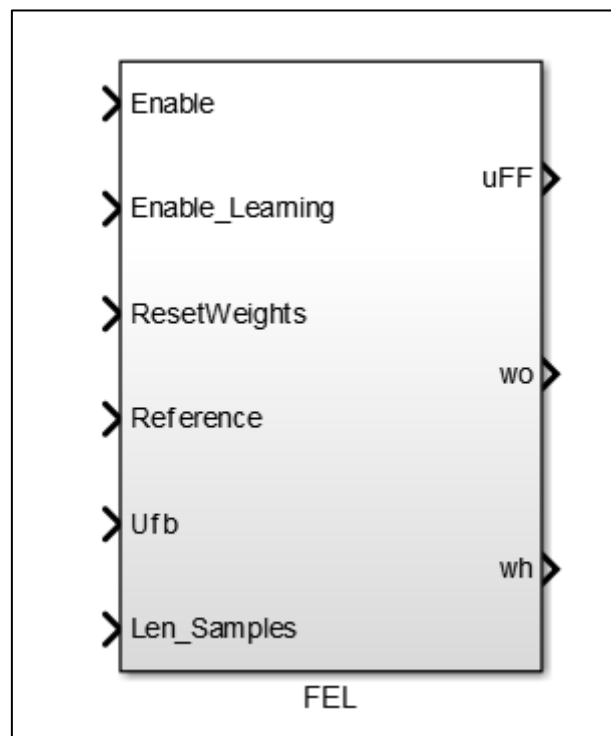 Enable
uFF
Enable_Learning
ResetWeights
wo
Reference
Ufb
wh
Len_Samples
FEL